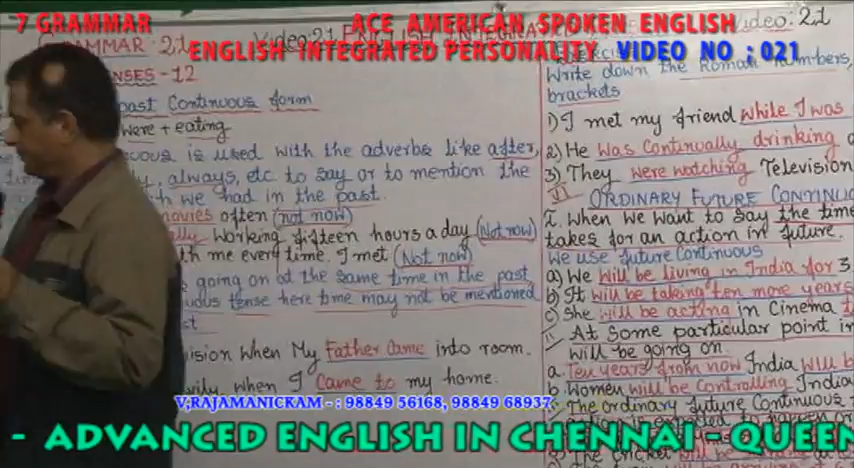 7 GRAMMAR
ACE AMERICAN SPOKEN ENGLISH
ENGLISH INTEGRATED PERSONALITY
VIDEO NO : 021
GRAMMAR - 21
Video:21
Video: 21
TENSES - 12
Past Continuous form
were + eating
is used with the adverbs like after,
always, etc to say or to mention the
we had in the past.
movies often (not now)
working fifteen hours a day (Not now)
me every time. I met (Not now)
going on at the same time in the past
tense here time may not be mentioned
when My Father came into room.
when I came to my home.
Write down the Roman numbers,
brackets
1) I met my friend while I was
2) He was continually drinking
3) They were watching Television
VI ORDINARY FUTURE
I. When we want to say the time
takes for an action in future.
We use future Continuous
a) We will be living in India for 3
b) It will be taking ten more years
c) She will be acting in Cinema
At some particular point in
will be going on
a. Ten years from now India will b
b. Women will be controlling India
The ordinary future Continuous
to happen or
The cricket will be
V,RAJAMANICKAM - : 98849 56168, 98849 68937
- ADVANCED ENGLISH IN CHENNAI - QUEEN